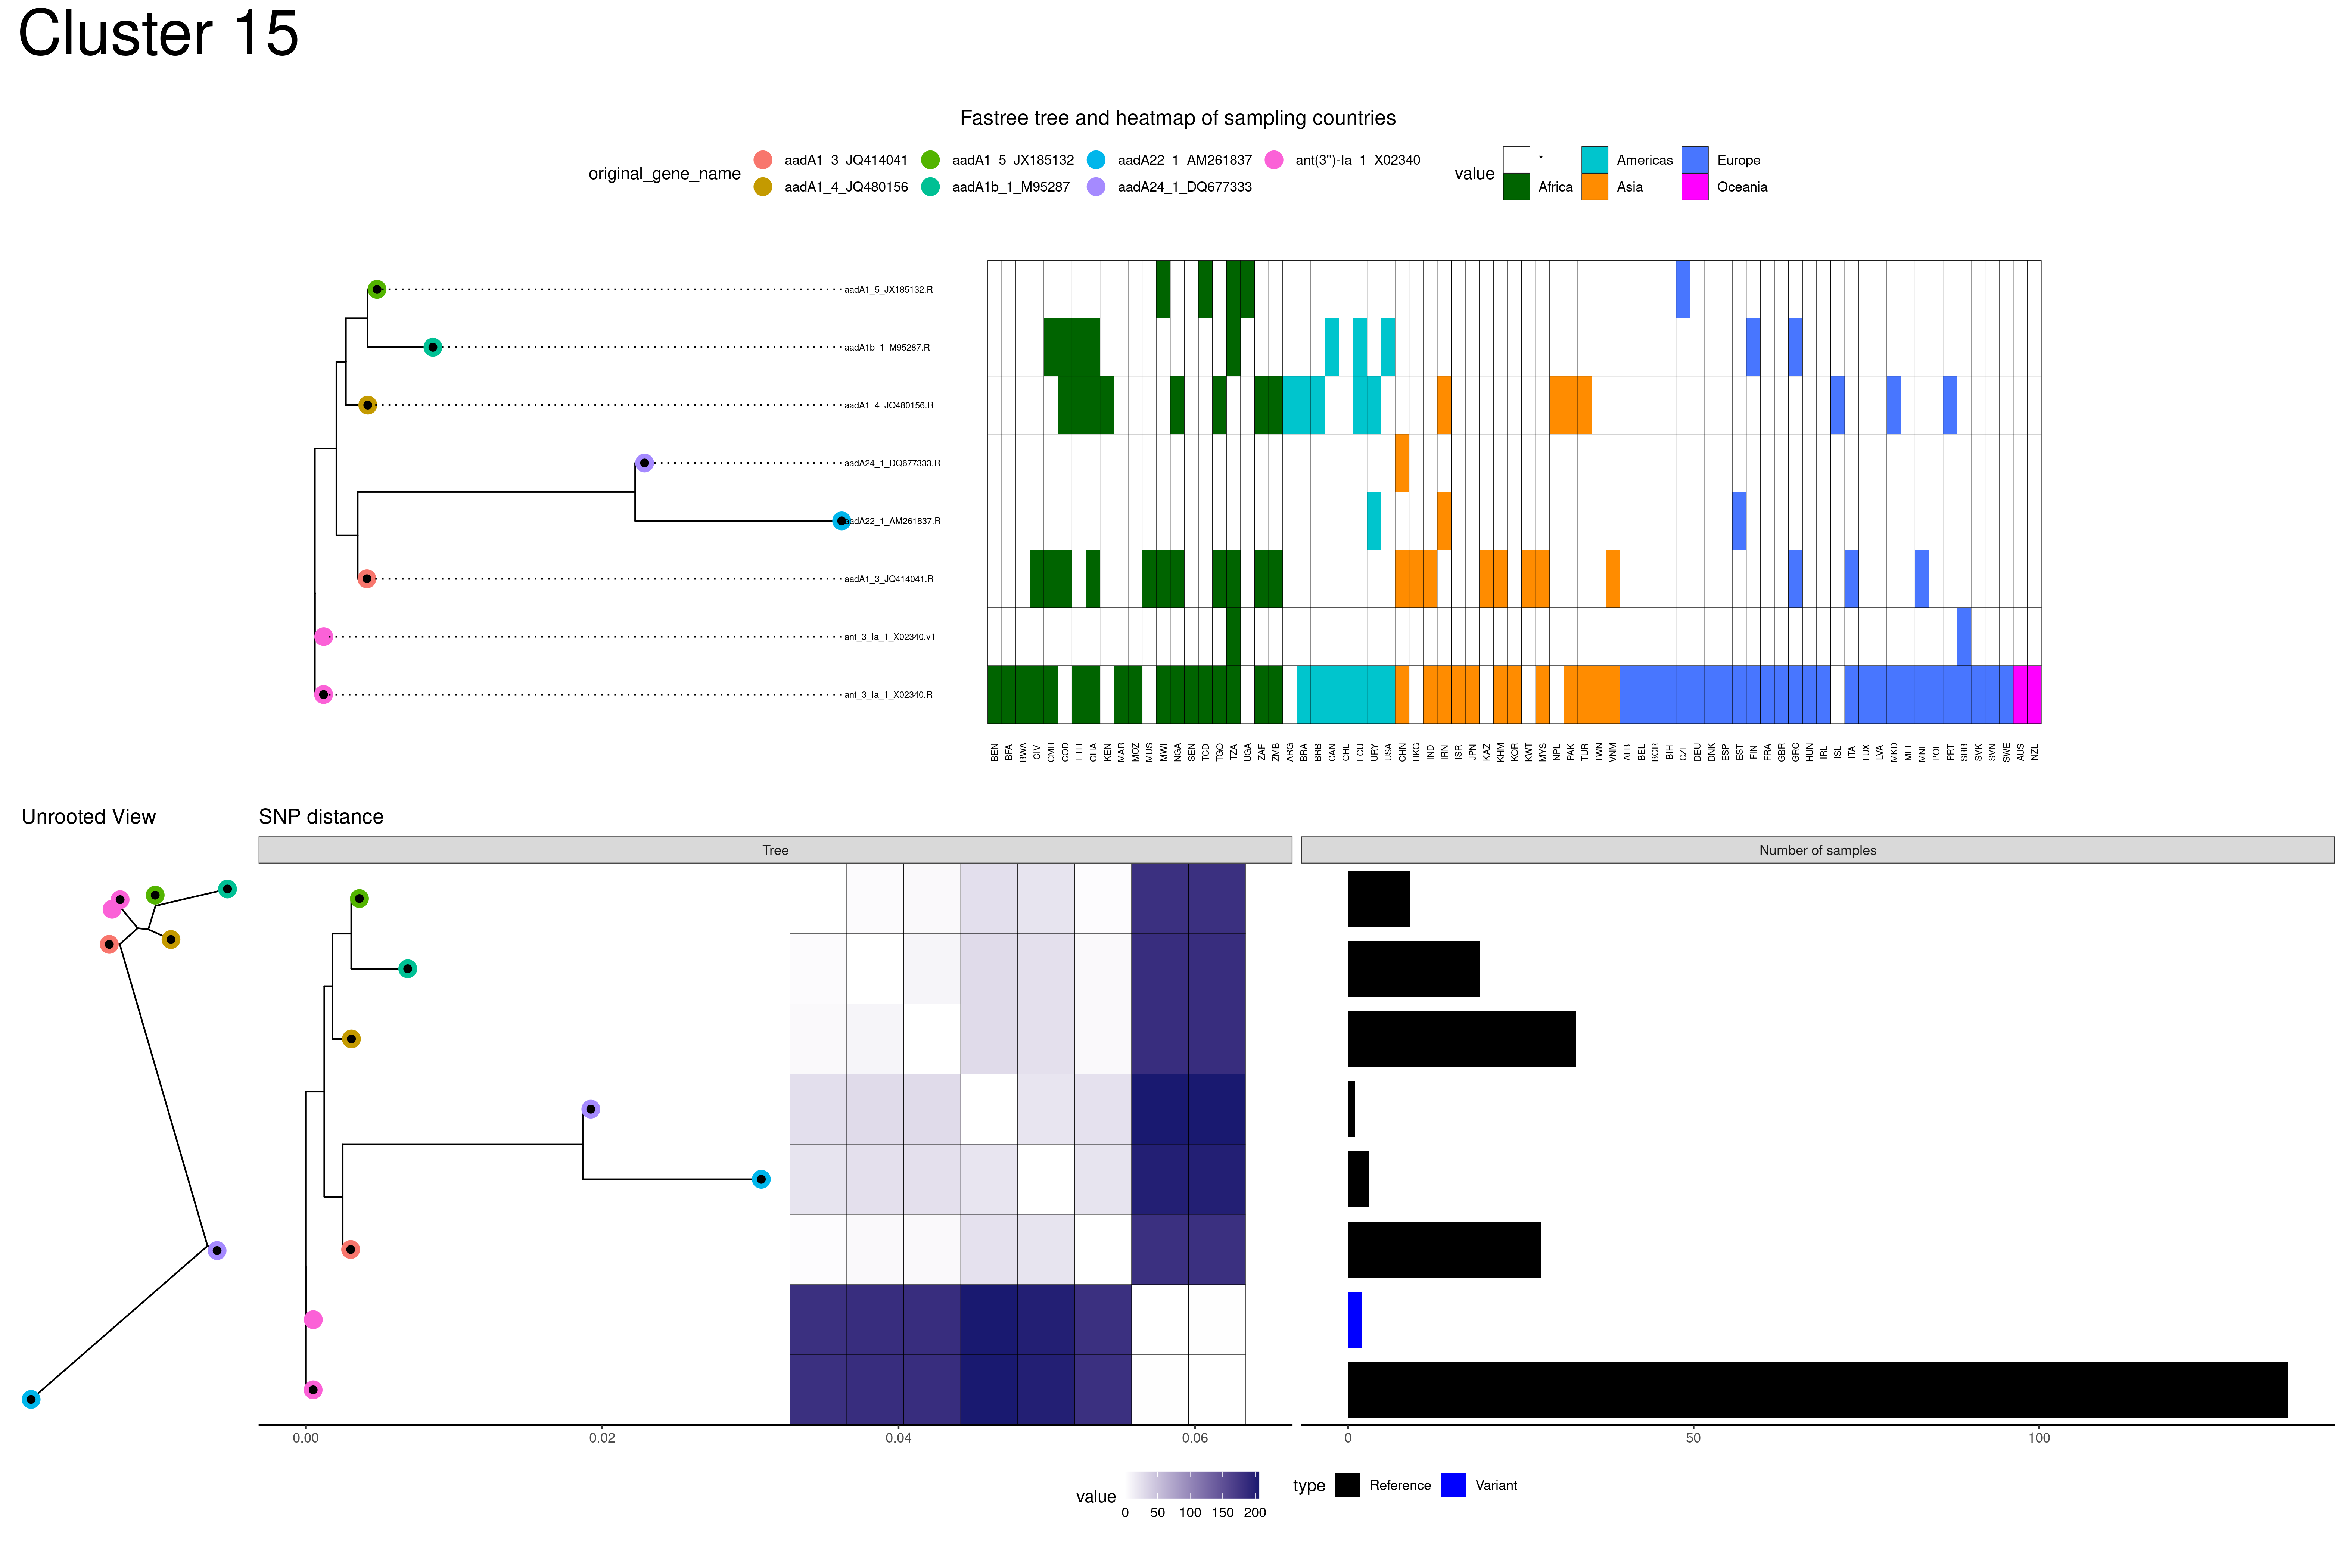 Cluster 15
Fastree tree and heatmap of sampling countries
original_gene_name
aadA1_3_JQ414041 aadA1_5_JX185132 aadA22_1_AM261837 ant(3")-Ia_1_X02340
aadA1_4_JQ480156 aadA1b_1_M95287 aadA24_1_DQ677333
value
* Americas Europe
Africa Asia Oceania
aadA1_5_JX185132.R
aadA1b_1_M95287.R
aadA1_4_JQ480156.R
aadA24_1_DQ677333.R
aadA22_1_AM261837.R
aadA1_3_JQ414041.R
ant_3_Ia_1_X02340.v1
ant_3_Ia_1_X02340.R
BEN BFA BWA CIV CMR COD ETH GHA KEN MAR MOZ MUS MWI NGA SEN TCD TGO TZA UGA ZAF ZMB ARG BRA BRB CAN CHL ECU URY USA CHN HKG IND IRN ISR JPN KAZ KHM KOR KWT MYS NPL PAK TUR TWN VNM ALB BEL BGR BIH CZE DEU DNK ESP EST FIN FRA GBR GRC HUN IRL ISL ITA LUX LVA MKD MLT MNE POL PRT SRB SVK SVN SWE AUS NZL
Unrooted View
SNP distance
Tree
Number of samples
0.00 0.02 0.04 0.06
0 50 100
value
0 50 100 150 200
type Reference Variant